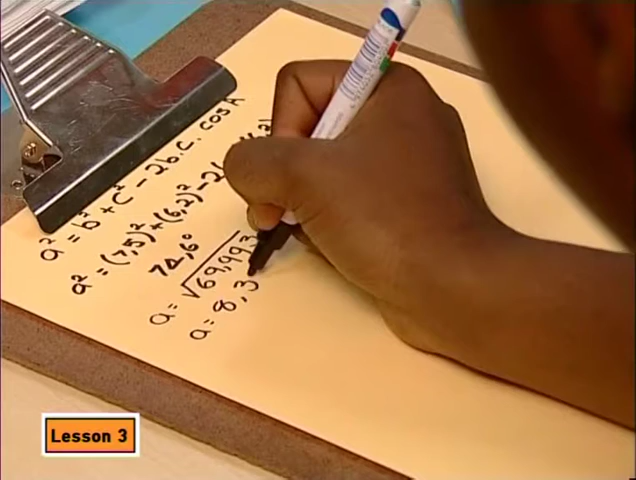 a² = b² + c² - 2b.c. cos A
a² = (7,5)² + (6,2)² - 2
74,6°
a = √69,993
a = 8,3
Lesson 3